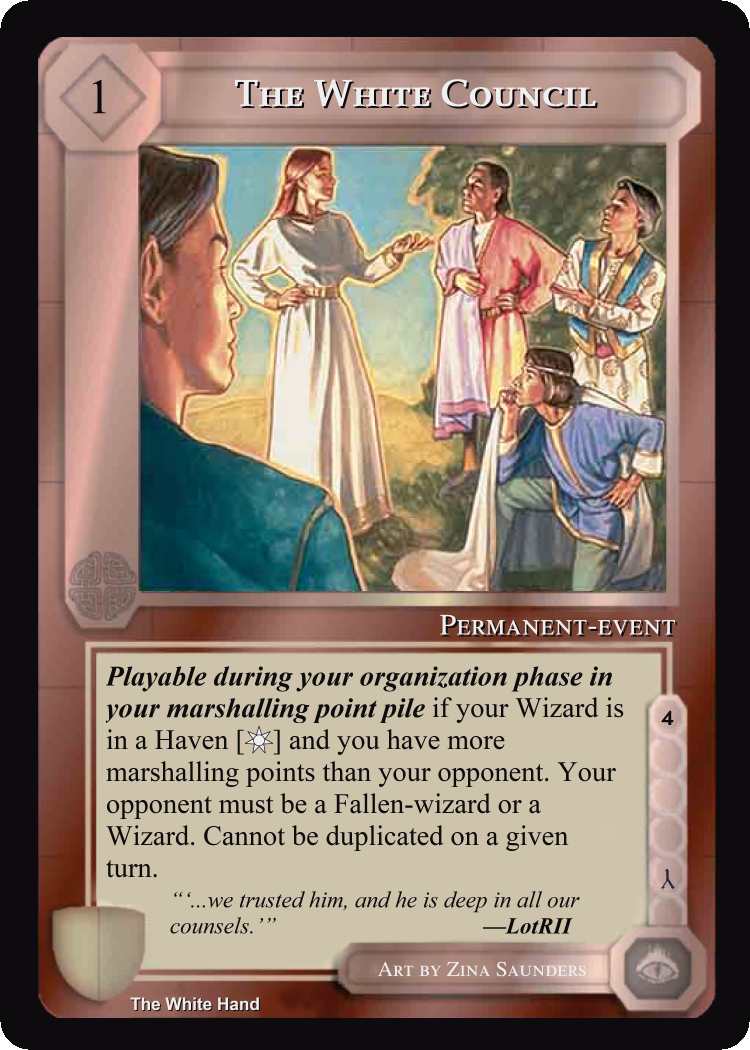 1
The White Council
Permanent-event
Playable during your organization phase in
your marshalling point pile if your Wizard is
in a Haven [] and you have more
marshalling points than your opponent. Your
opponent must be a Fallen-wizard or a
Wizard. Cannot be duplicated on a given
turn.
“‘...we trusted him, and he is deep in all our
counsels.’”
—LotRII
4
Art by Zina Saunders
The White Hand